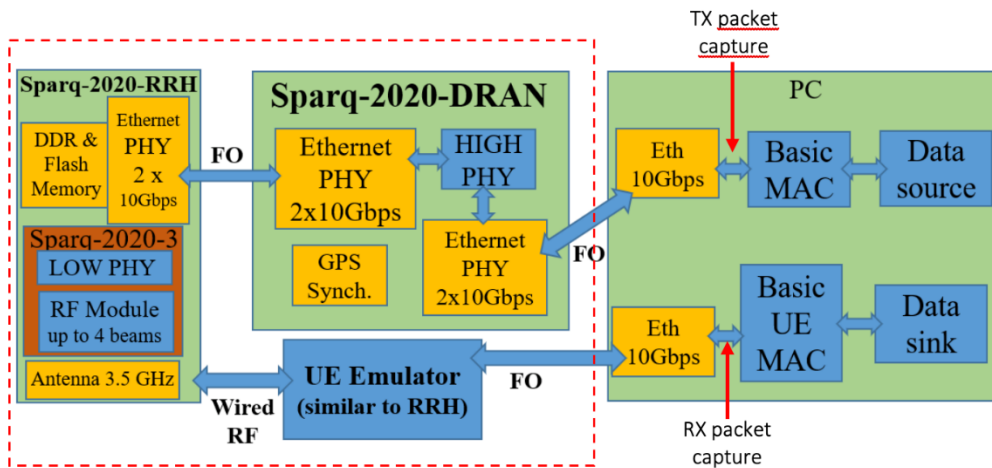 TX packet
capture
Sparq-2020-RRH
DDR &
Flash
Memory
Ethernet
PHY
2 x
10Gbps
Sparq-2020-3
LOW PHY
RF Module
up to 4 beams
Antenna 3.5 GHz
FO
Sparq-2020-DRAN
Ethernet
PHY
2x10Gbps
HIGH
PHY
GPS
Synch.
Ethernet
PHY
2x10Gbps
FO
UE Emulator
(similar to RRH)
Wired
RF
FO
PC
Eth
10Gbps
Basic
MAC
Data
source
Eth
10Gbps
Basic
UE
MAC
Data
sink
RX packet
capture